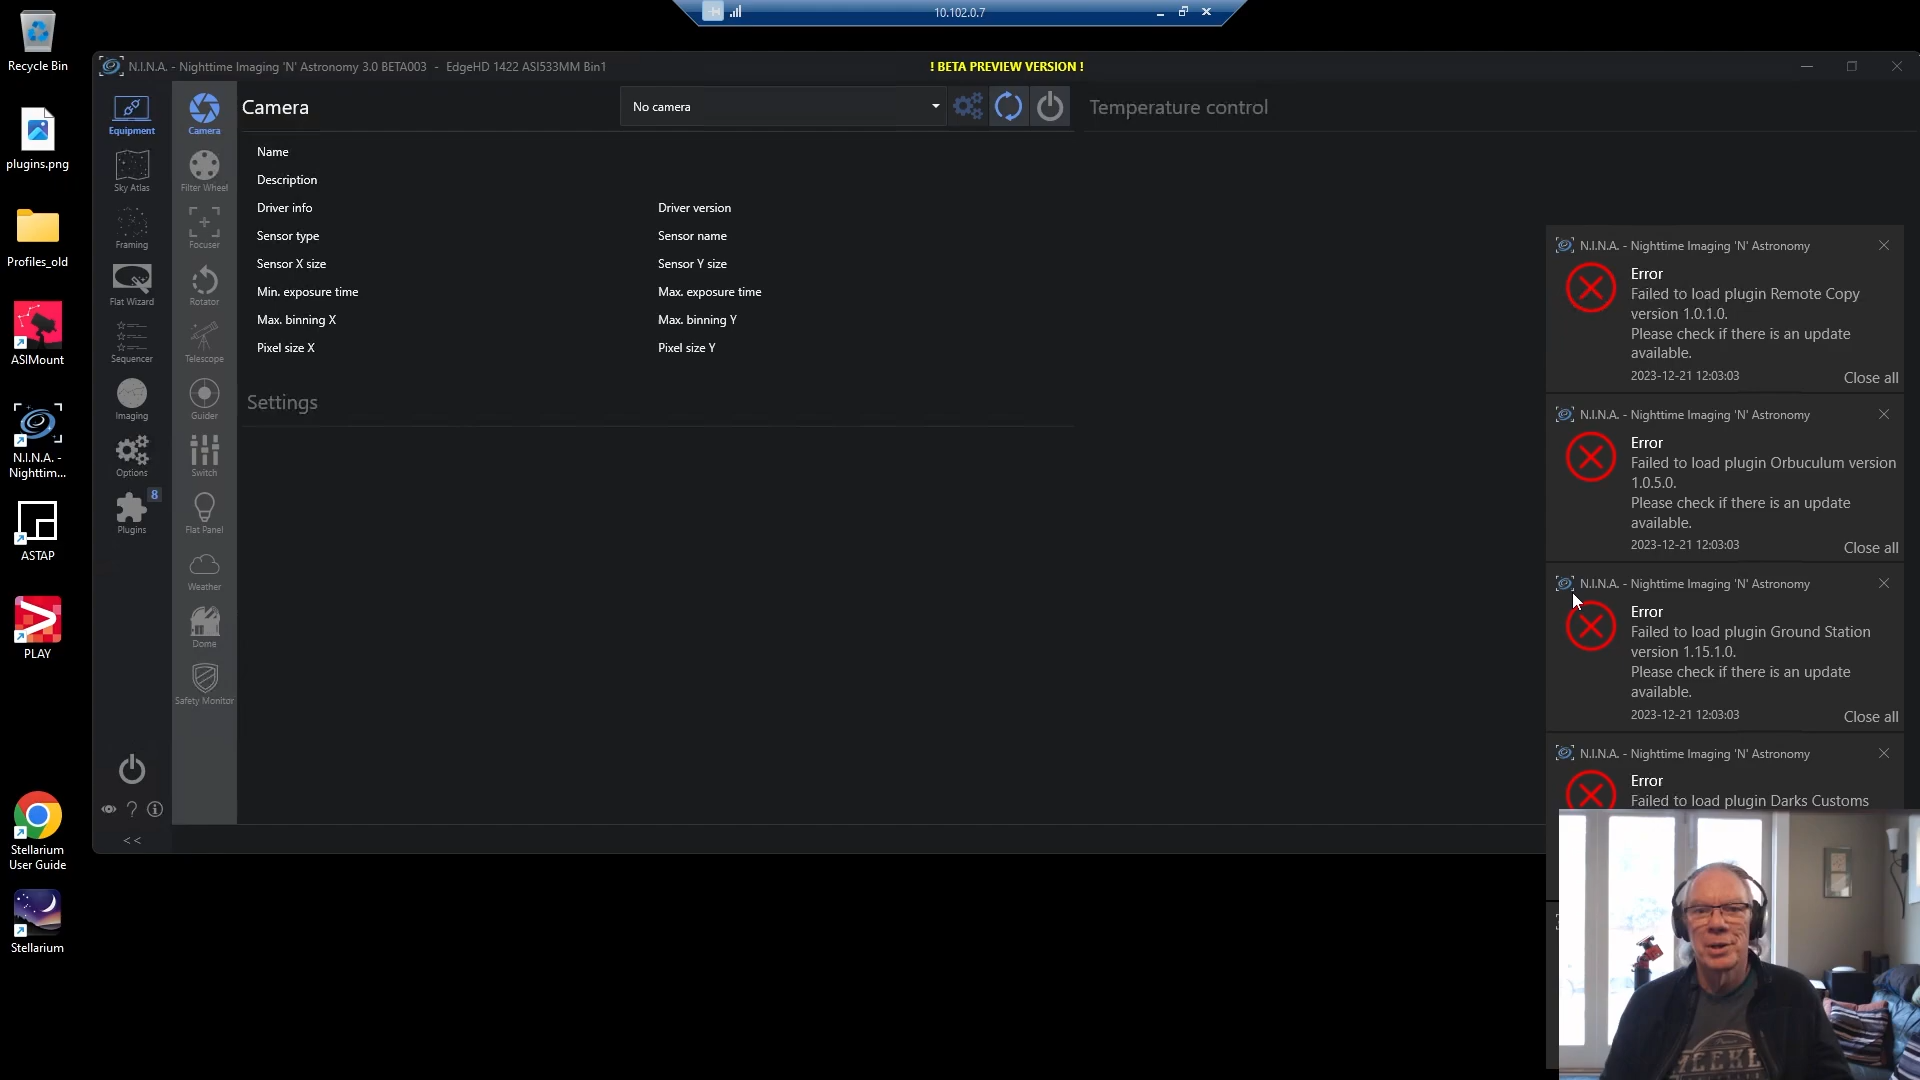 10.102.0.7
Recycle Bin
plugins.png
Profiles_old
ASIMount
N.I.N.A. -
Nighttim...
ASTAP
PLAY
Stellarium
User Guide
Stellarium
N.I.N.A. - Nighttime Imaging 'N' Astronomy 3.0 BETA003 - EdgeHD 1422 ASI533MM Bin1
! BETA PREVIEW VERSION !
Equipment
Sky Atlas
Framing
Flat Wizard
Sequencer
Imaging
Options
8
Plugins
<<
Camera
Filter Wheel
Focuser
Rotator
Telescope
Guider
Switch
Flat Panel
Weather
Dome
Safety Monitor
Camera
No camera
Temperature control
Name
Description
Driver info
Driver version
Sensor type
Sensor name
Sensor X size
Sensor Y size
Min. exposure time
Max. exposure time
Max. binning X
Max. binning Y
Pixel size X
Pixel size Y
Settings
N.I.N.A. - Nighttime Imaging 'N' Astronomy
Error
Failed to load plugin Remote Copy
version 1.0.1.0.
Please check if there is an update
available.
2023-12-21 12:03:03
Close all
N.I.N.A. - Nighttime Imaging 'N' Astronomy
Error
Failed to load plugin Orbuculum version
1.0.5.0.
Please check if there is an update
available.
2023-12-21 12:03:03
Close all
N.I.N.A. - Nighttime Imaging 'N' Astronomy
Error
Failed to load plugin Ground Station
version 1.15.1.0.
Please check if there is an update
available.
2023-12-21 12:03:03
Close all
N.I.N.A. - Nighttime Imaging 'N' Astronomy
Error
Failed to load plugin Darks Customs